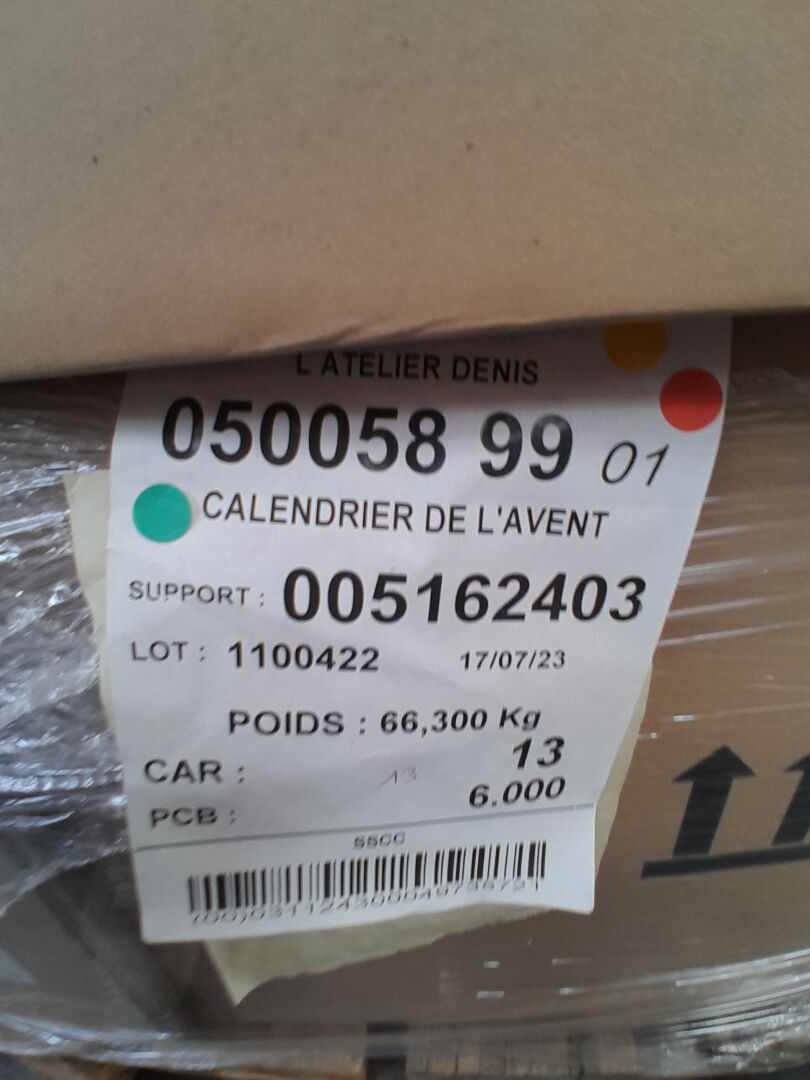 L ATELIER DENIS
050058 99 01
CALENDRIER DE L'AVENT
SUPPORT : 005162403
LOT : 1100422 17/07/23
POIDS : 66,300 Kg
CAR : 13 13
PCB : 6.000
SSCC